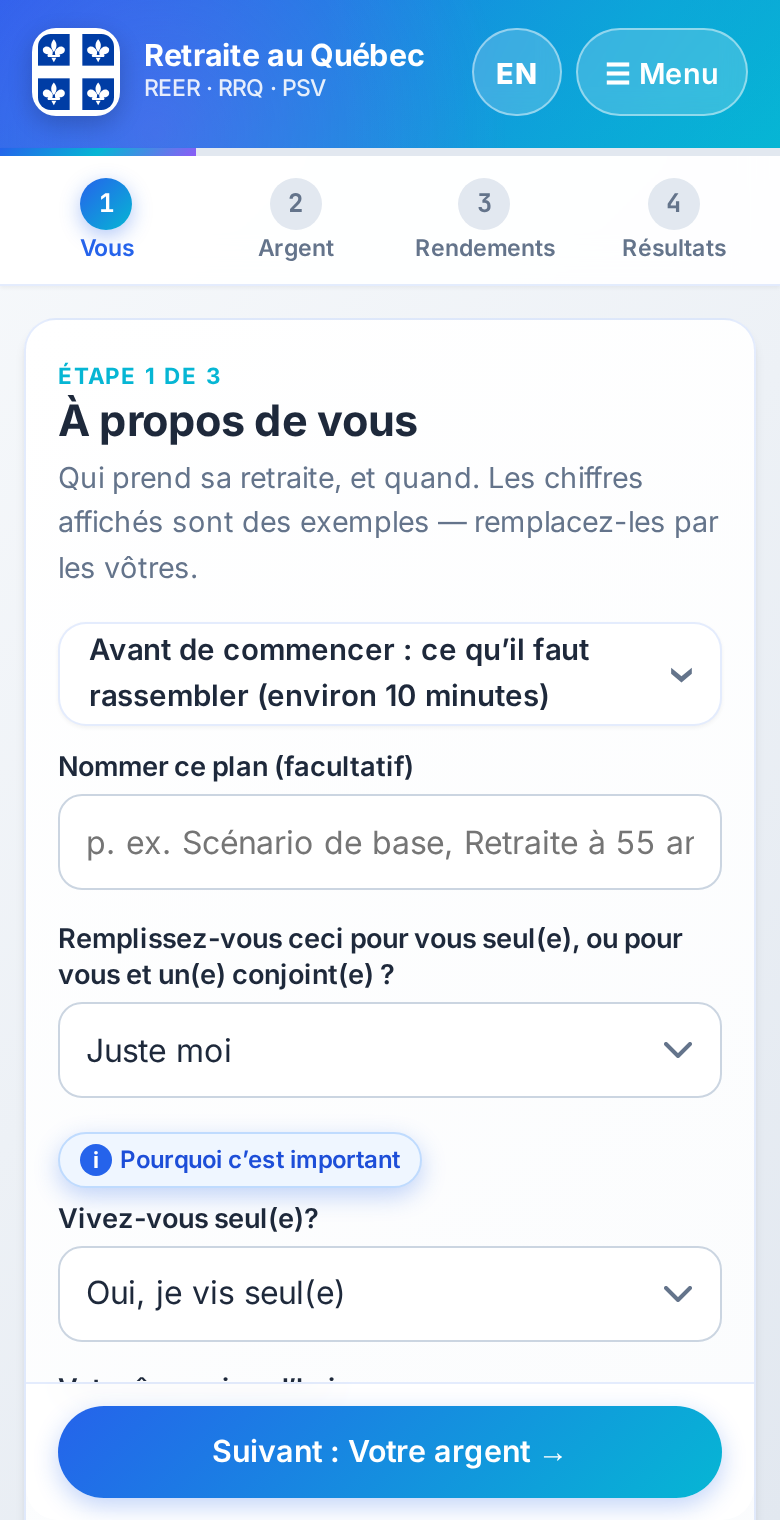 Retraite au Québec
REER · RRQ · PSV
EN
☰ Menu
1
Vous
2
Argent
3
Rendements
4
Résultats
ÉTAPE 1 DE 3
À propos de vous
Qui prend sa retraite, et quand. Les chiffres
affichés sont des exemples — remplacez-les par
les vôtres.
Avant de commencer : ce qu’il faut
rassembler (environ 10 minutes)
Nommer ce plan (facultatif)
p. ex. Scénario de base, Retraite à 55 ar
Remplissez-vous ceci pour vous seul(e), ou pour
vous et un(e) conjoint(e) ?
Juste moi
i Pourquoi c’est important
Vivez-vous seul(e)?
Oui, je vis seul(e)
Suivant : Votre argent →